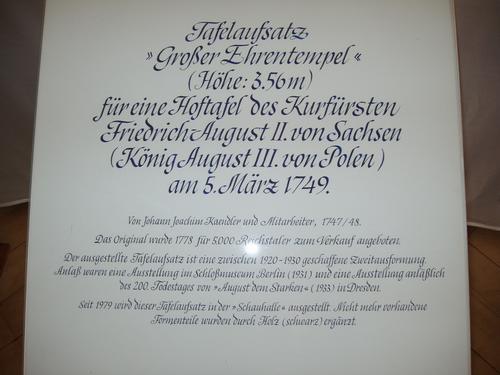 Tafelaufsatz
»Großer Ehrentempel«
(Höhe: 3.56m)
für eine Hoftafel des Kurfürsten
Friedrich August II. von Sachsen
(König August III. von Polen)
am 5. März 1749.
Von Johann Joachim Kaendler und Mitarbeiter, 1747/48.
Das Original wurde 1778 für 5000 Reichstaler zum Verkauf angeboten.
Der ausgestellte Tafelaufsatz ist eine zwischen 1920-1930 geschaffene Zweitausformung.
Anlaß waren eine Ausstellung im Schloßmuseum Berlin (1931) und eine Ausstellung anläßlich
des 200. Todestages von »August dem Starken« (1933) in Dresden.
Seit 1979 wird dieser Tafelaufsatz in der »Schauhalle« ausgestellt. Nicht mehr vorhandene
Formenteile wurden durch Holz (schwarz) ergänzt.